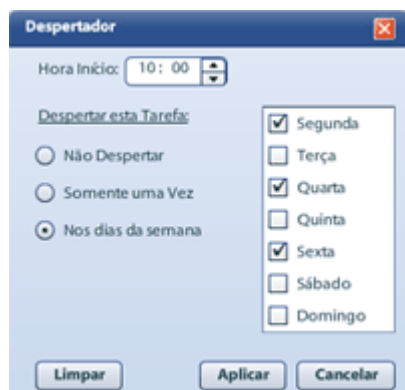 Despertador
Hora Início: 10: 00
Despertar esta Tarefa:
Não Despertar
Somente uma Vez
Nos dias da semana
Segunda
Terça
Quarta
Quinta
Sexta
Sábado
Domingo
Limpar Aplicar Cancelar